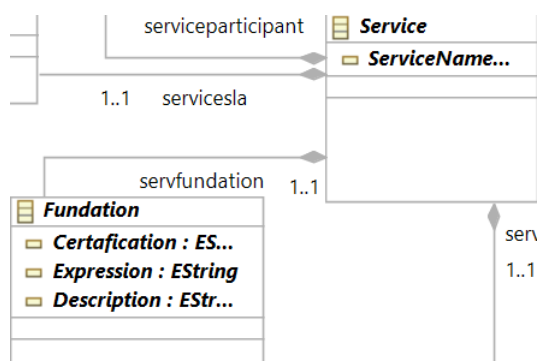 serviceparticipant
Service
ServiceName...
1..1 servicesla
servfundation 1..1
Fundation
Certafication : ES...
Expression : EString
Description : EStr...
serv
1..1